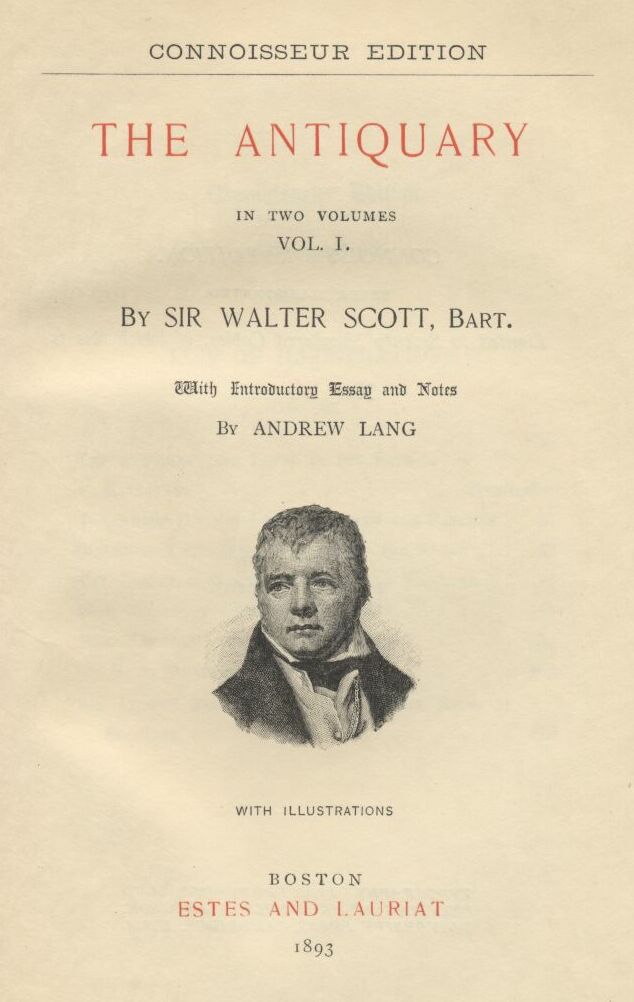 CONNOISSEUR EDITION
THE ANTIQUARY
IN TWO VOLUMES
VOL. I.
By SIR WALTER SCOTT, Bart.
With Introductory Essay and Notes
By ANDREW LANG
WITH ILLUSTRATIONS
BOSTON
ESTES AND LAURIAT
1893